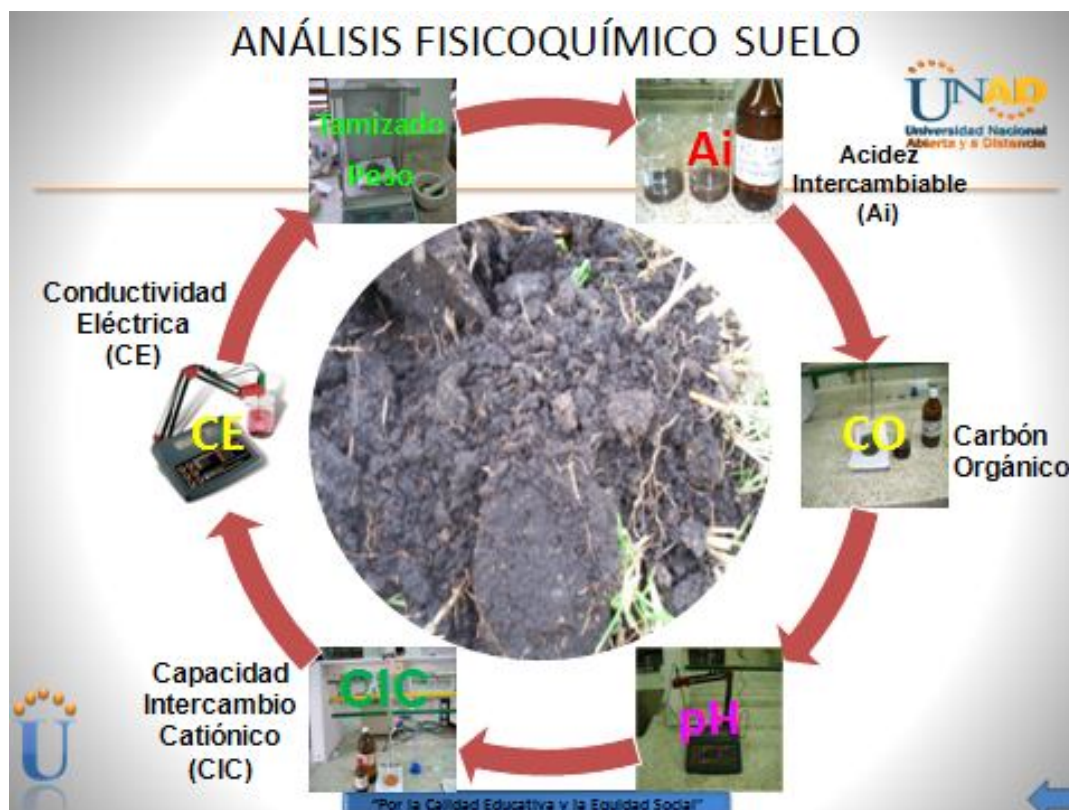 ANÁLISIS FISICOQUÍMICO SUELO
UNAD
Universidad Nacional
Abierta y a Distancia
Tamizado
Peso
Ai
Acidez
Intercambiable
(Ai)
CO
Carbón
Orgánico
pH
CIC
Capacidad
Intercambio
Catiónico
(CIC)
CE
Conductividad
Eléctrica
(CE)
U
"Por la Calidad Educativa y la Equidad Social"